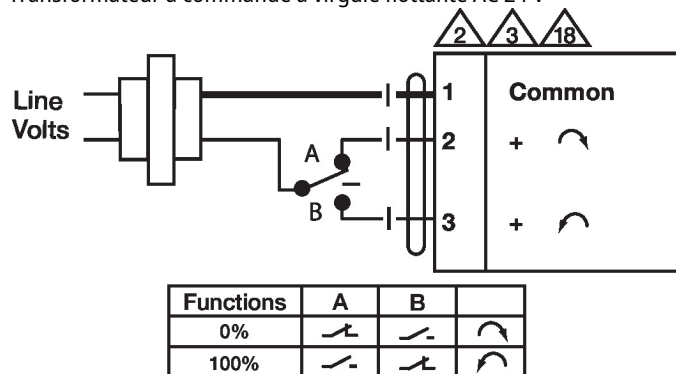 Transformateur à commande à virgule flottante AC 24 V
2 3 18
Line
Volts
1 Common
A
2 +
B
3 +
Functions A B
0%
100%